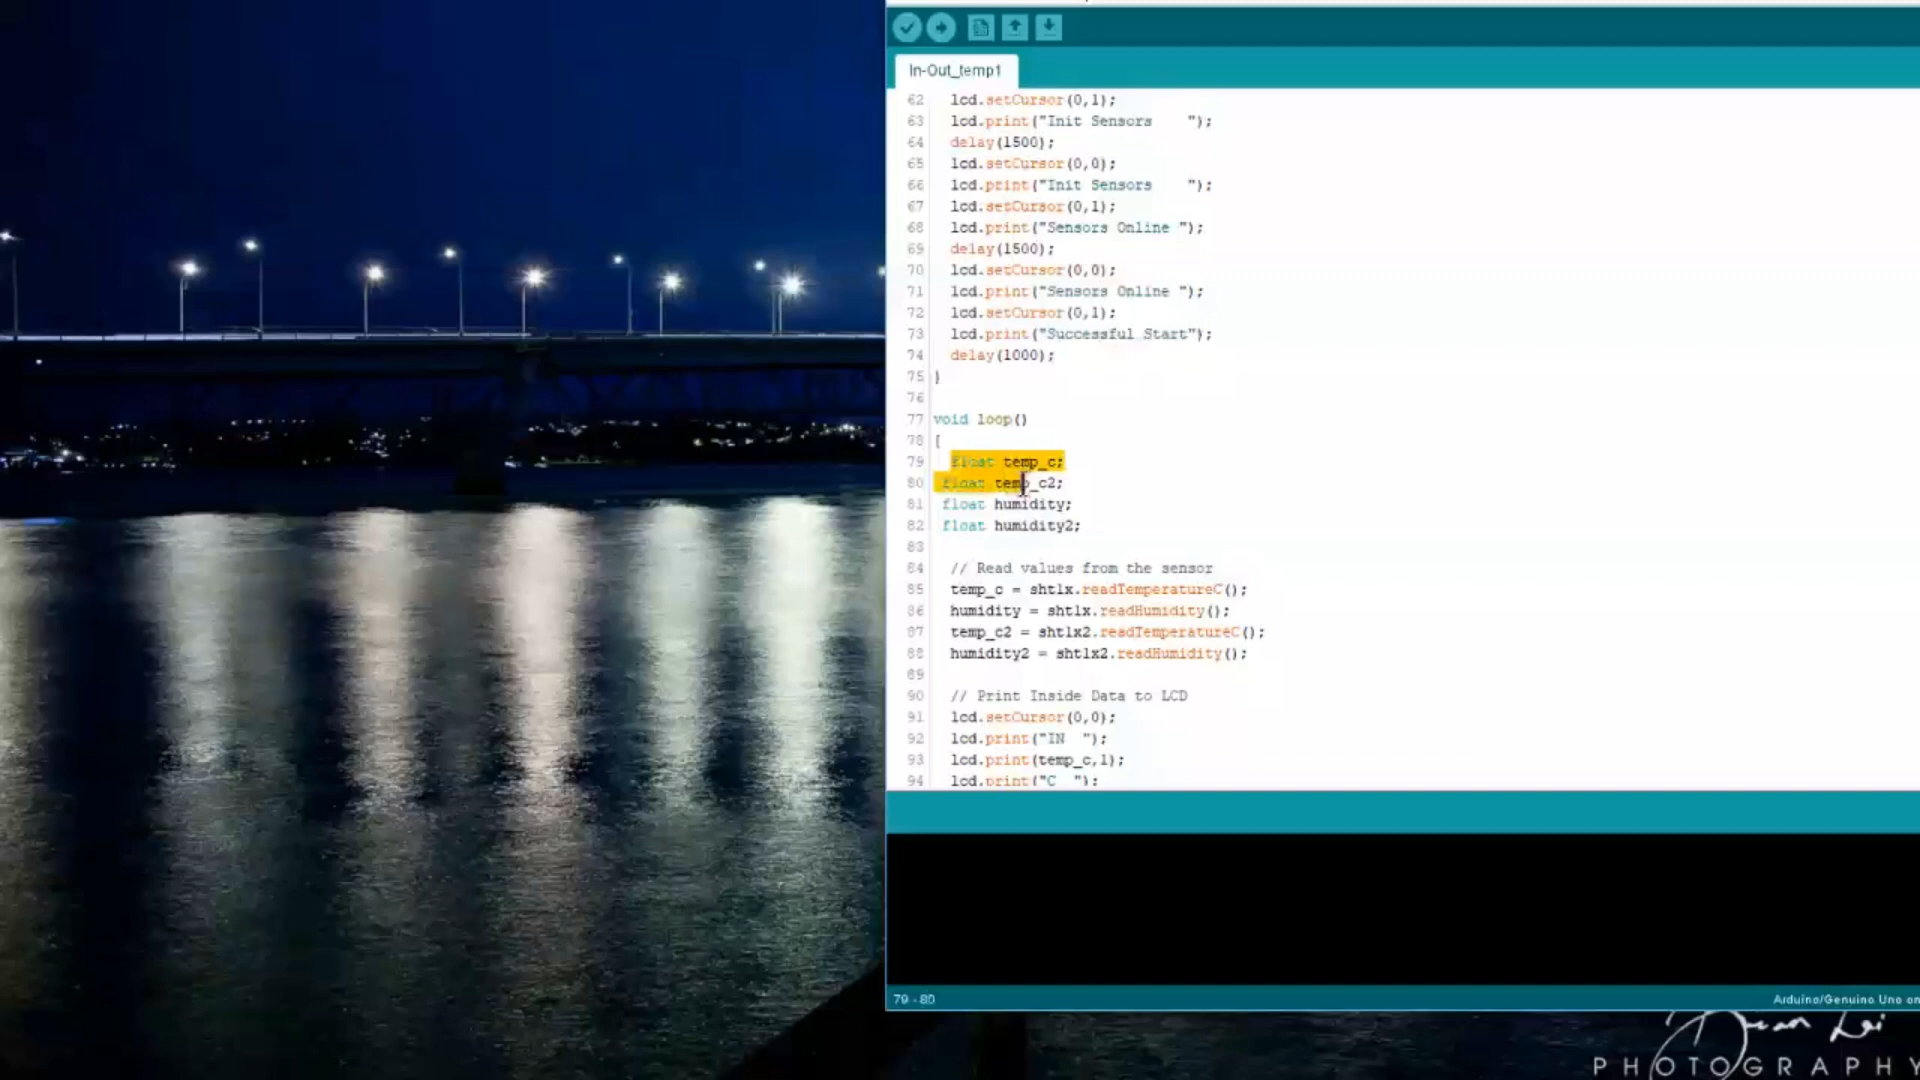 In-Out_temp1
62 lcd.setCursor(0,1);
63 lcd.print("Init Sensors    ");
64 delay(1500);
65 lcd.setCursor(0,0);
66 lcd.print("Init Sensors    ");
67 lcd.setCursor(0,1);
68 lcd.print("Sensors Online ");
69 delay(1500);
70 lcd.setCursor(0,0);
71 lcd.print("Sensors Online ");
72 lcd.setCursor(0,1);
73 lcd.print("Successful Start");
74 delay(1000);
75 }
76
77 void loop()
78 {
79 float temp_c;
80 float temp_c2;
81 float humidity;
82 float humidity2;
83
84 // Read values from the sensor
85 temp_c = sht1x.readTemperatureC();
86 humidity = sht1x.readHumidity();
87 temp_c2 = sht1x2.readTemperatureC();
88 humidity2 = sht1x2.readHumidity();
89
90 // Print Inside Data to LCD
91 lcd.setCursor(0,0);
92 lcd.print("IN  ");
93 lcd.print(temp_c,1);
94 lcd.print("C  ");
79 - 80
Arduino/Genuino Uno on
PHOTOGRAPHY